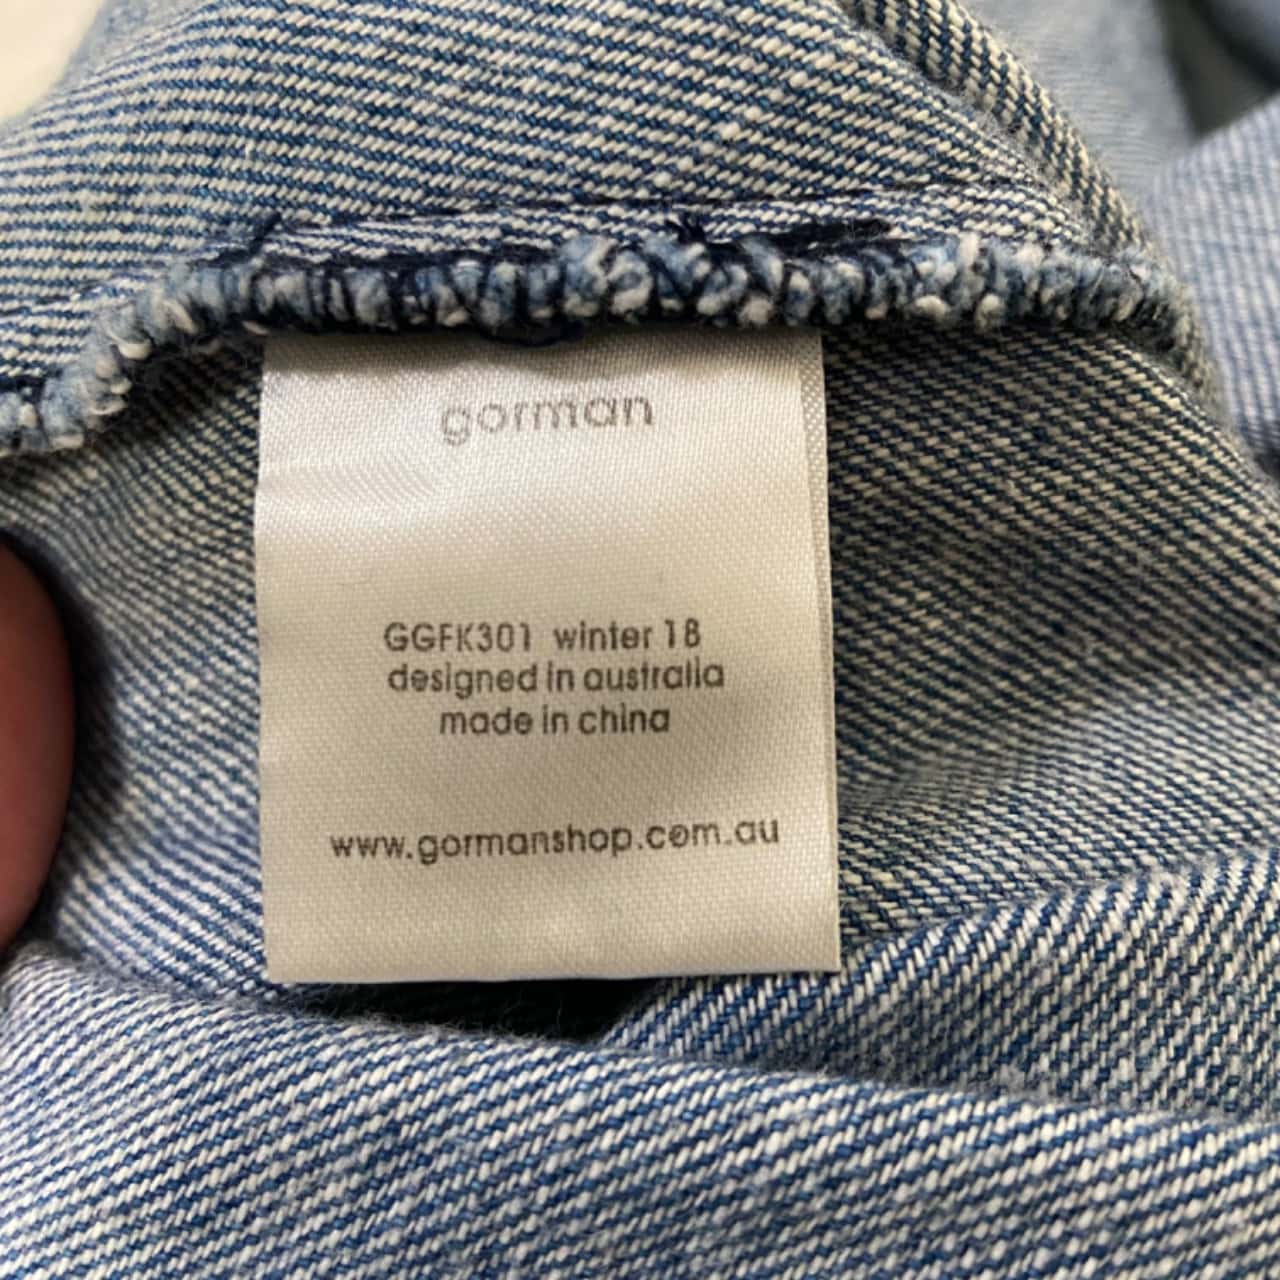 gorman
GGFK301 winter 18
designed in australia
made in china
www.gormanshop.com.au